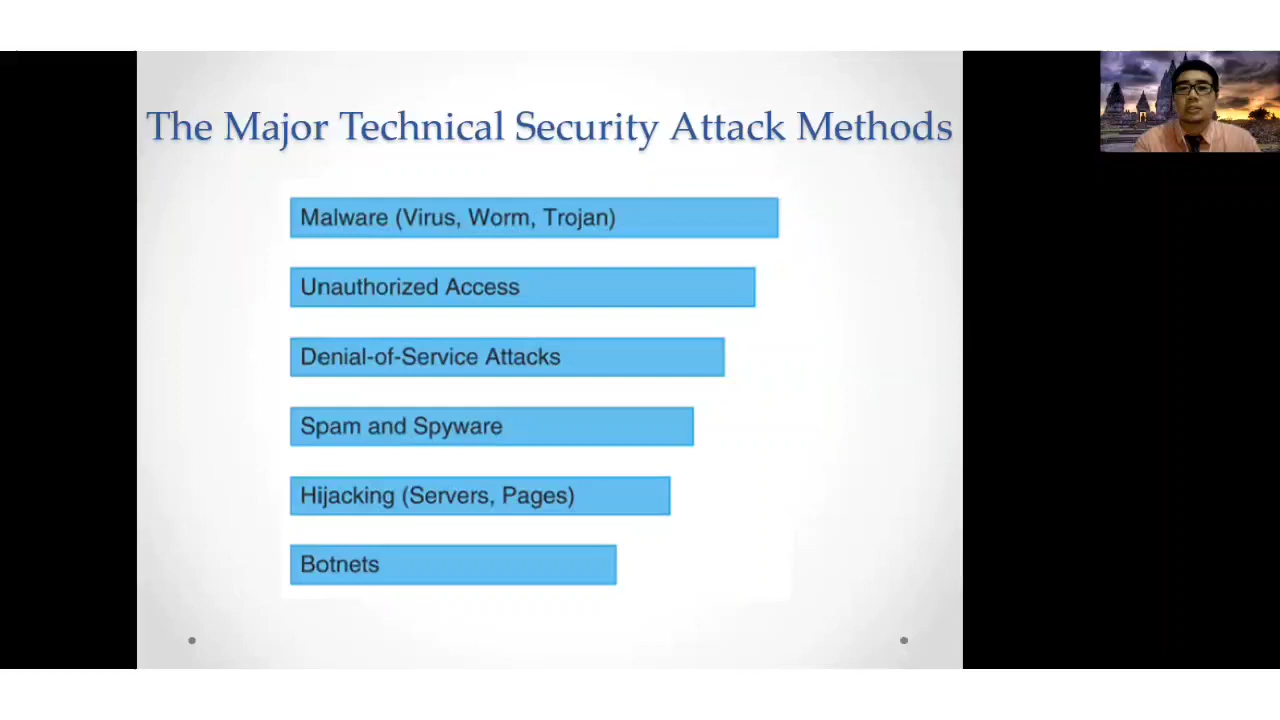 The Major Technical Security Attack Methods
Malware (Virus, Worm, Trojan)
Unauthorized Access
Denial-of-Service Attacks
Spam and Spyware
Hijacking (Servers, Pages)
Botnets